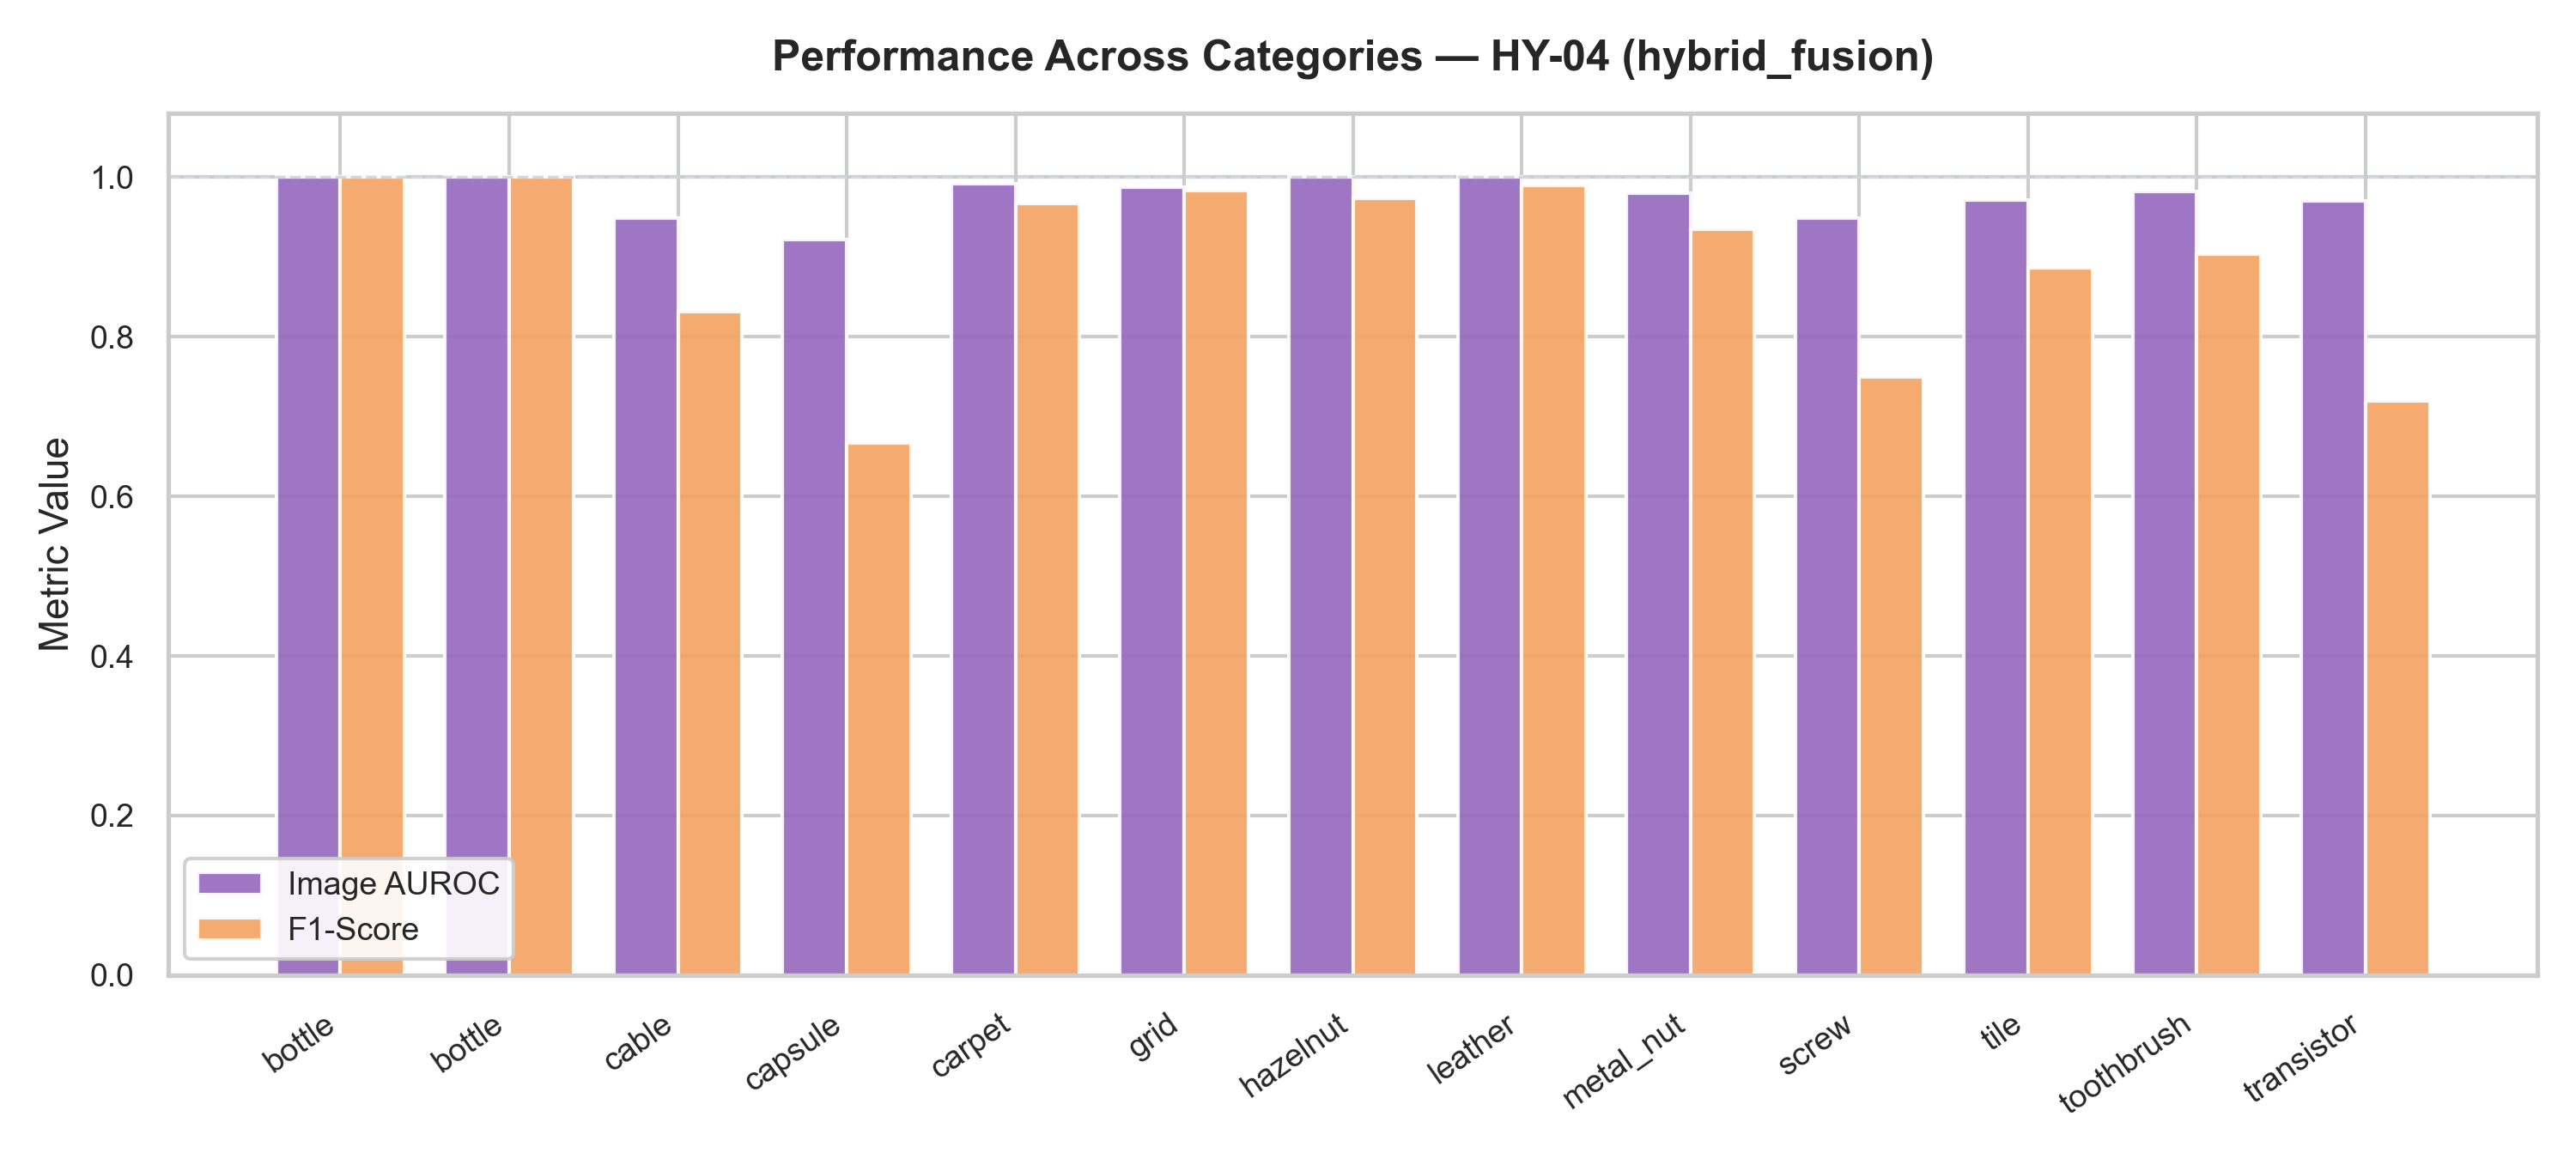 Performance Across Categories — HY-04 (hybrid_fusion)
Metric Value
1.0
0.8
0.6
0.4
0.2
0.0
Image AUROC
F1-Score
bottle
bottle
cable
capsule
carpet
grid
hazelnut
leather
metal_nut
screw
tile
toothbrush
transistor